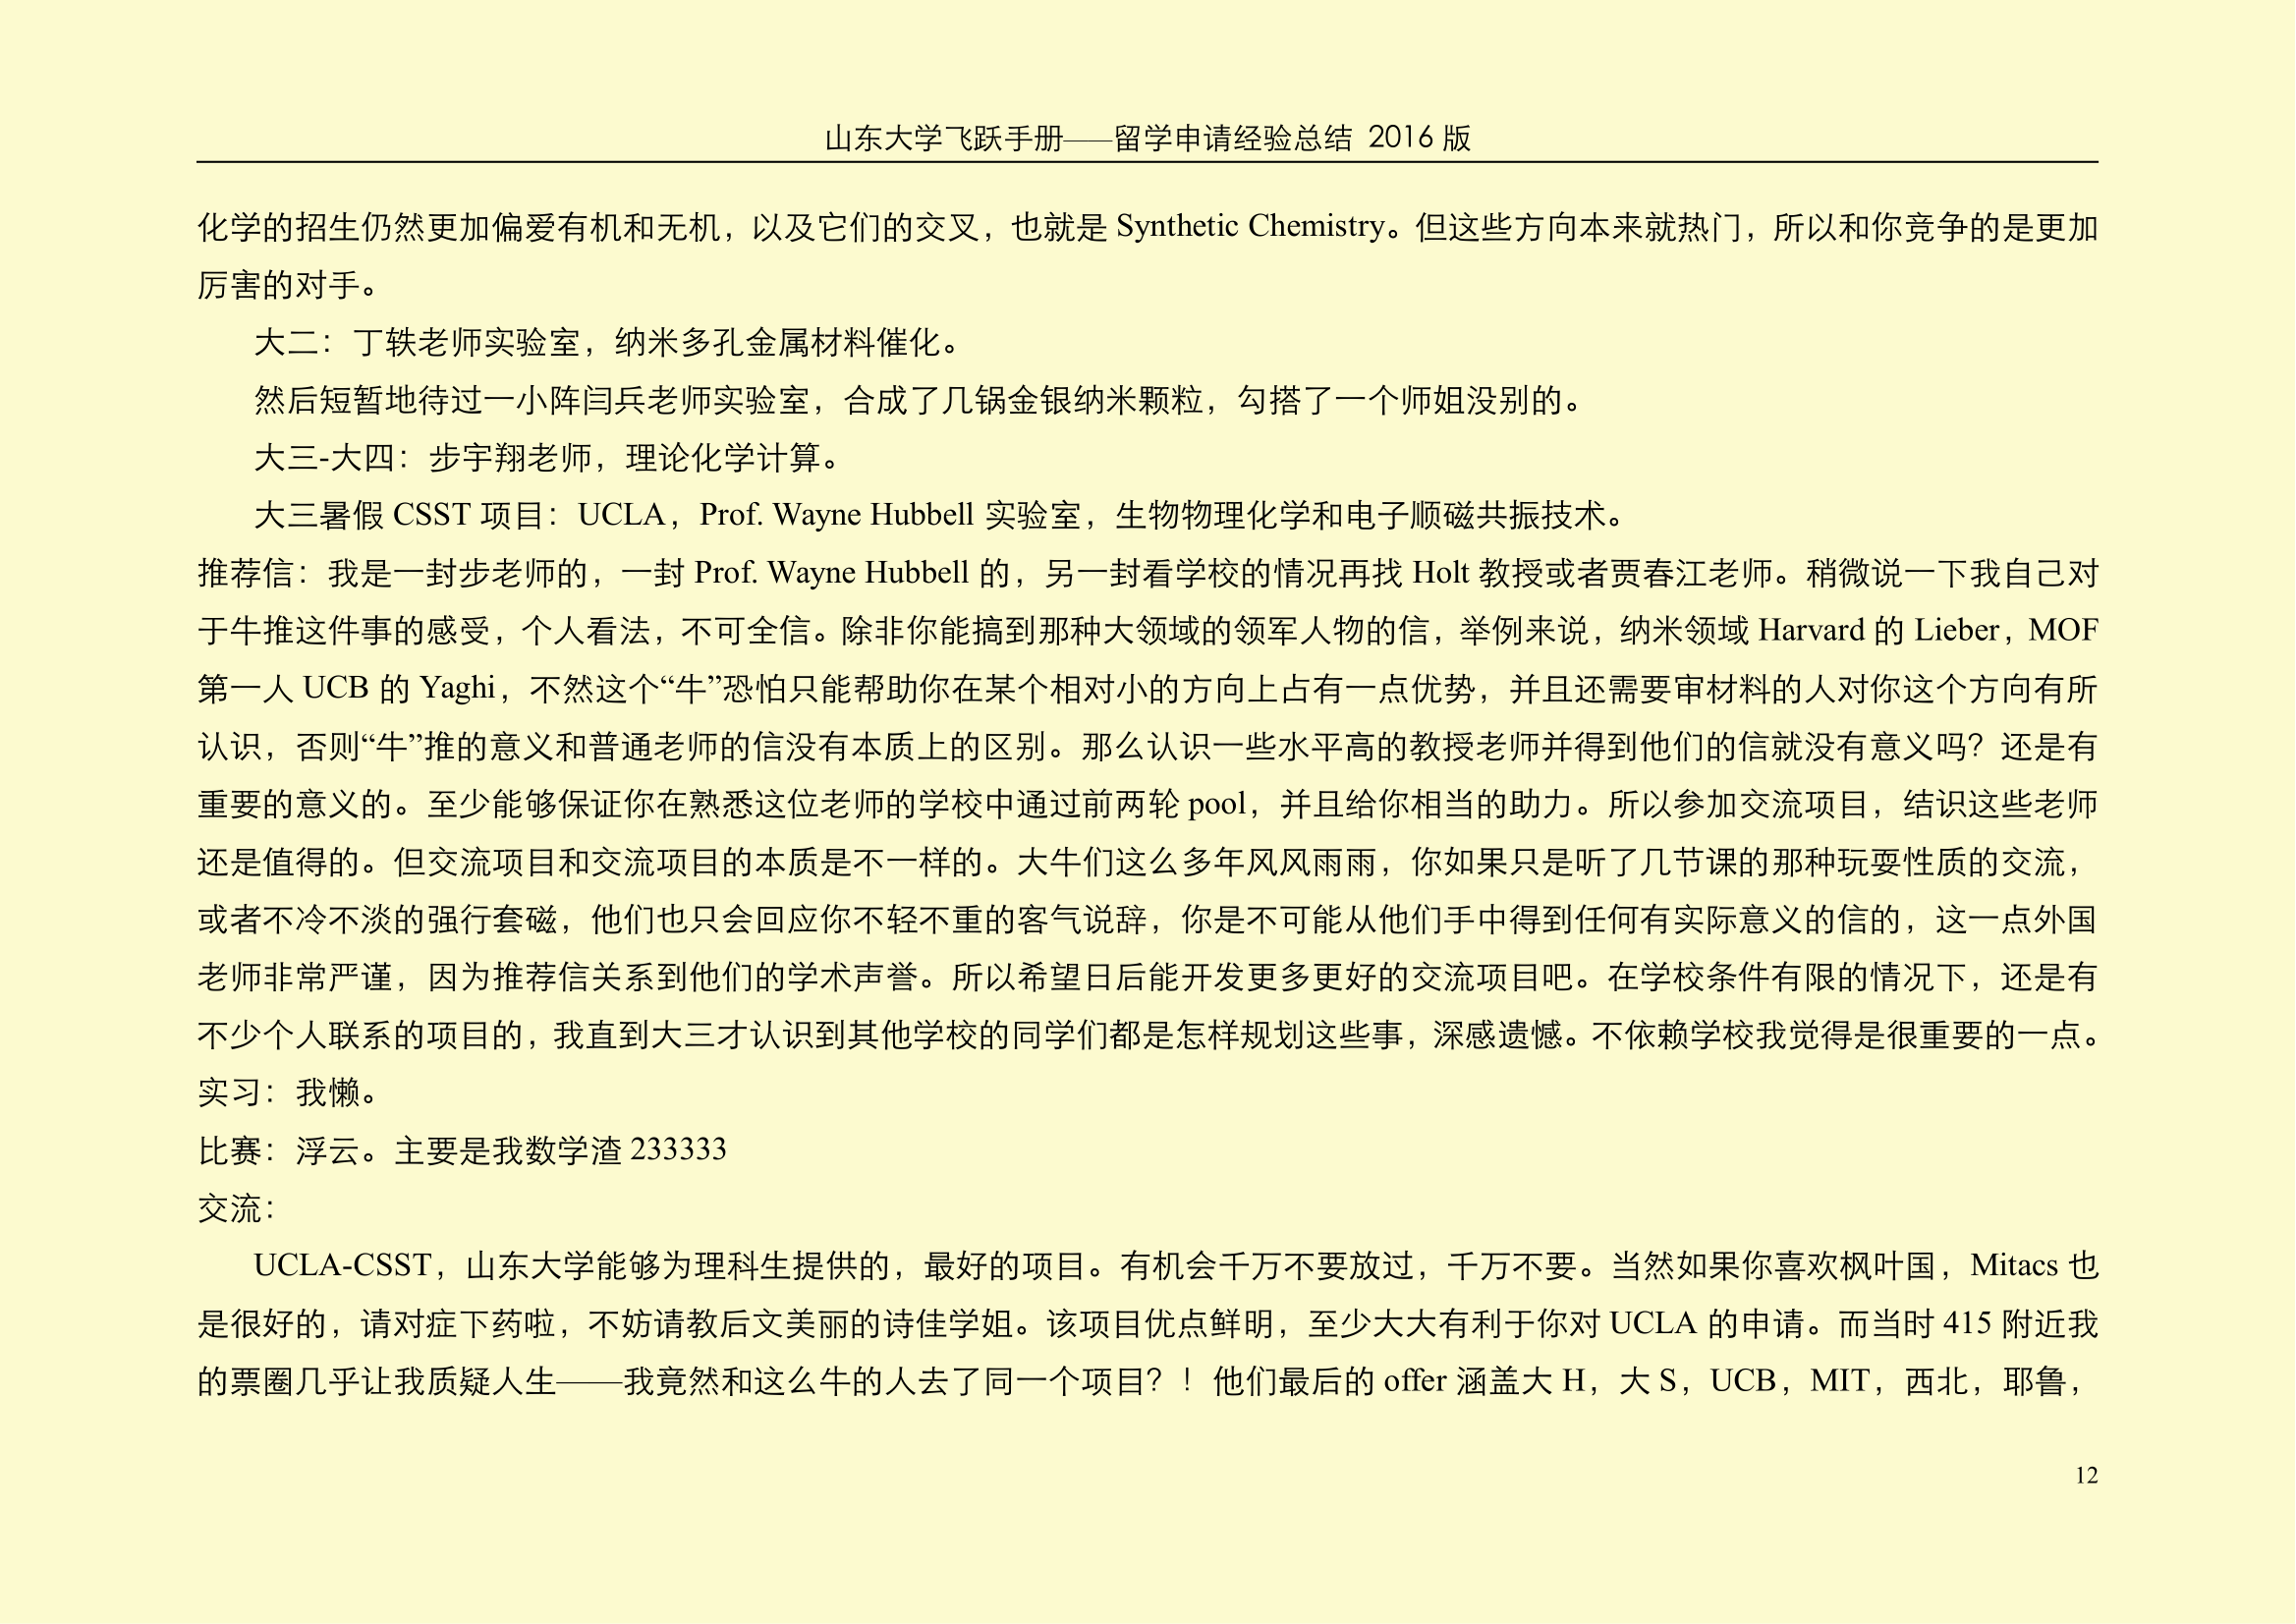 山东大学飞跃手册——留学申请经验总结 2016 版
化学的招生仍然更加偏爱有机和无机，以及它们的交叉，也就是 Synthetic Chemistry。但这些方向本来就热门，所以和你竞争的是更加
厉害的对手。
大二：丁轶老师实验室，纳米多孔金属材料催化。
然后短暂地待过一小阵闫兵老师实验室，合成了几锅金银纳米颗粒，勾搭了一个师姐没别的。
大三-大四：步宇翔老师，理论化学计算。
大三暑假 CSST 项目：UCLA，Prof. Wayne Hubbell 实验室，生物物理化学和电子顺磁共振技术。
推荐信：我是一封步老师的，一封 Prof. Wayne Hubbell 的，另一封看学校的情况再找 Holt 教授或者贾春江老师。稍微说一下我自己对
于牛推这件事的感受，个人看法，不可全信。除非你能搞到那种大领域的领军人物的信，举例来说，纳米领域 Harvard 的 Lieber，MOF
第一人 UCB 的 Yaghi，不然这个“牛”恐怕只能帮助你在某个相对小的方向上占有一点优势，并且还需要审材料的人对你这个方向有所
认识，否则“牛”推的意义和普通老师的信没有本质上的区别。那么认识一些水平高的教授老师并得到他们的信就没有意义吗？还是有
重要的意义的。至少能够保证你在熟悉这位老师的学校中通过前两轮 pool，并且给你相当的助力。所以参加交流项目，结识这些老师
还是值得的。但交流项目和交流项目的本质是不一样的。大牛们这么多年风风雨雨，你如果只是听了几节课的那种玩耍性质的交流，
或者不冷不淡的强行套磁，他们也只会回应你不轻不重的客气说辞，你是不可能从他们手中得到任何有实际意义的信的，这一点外国
老师非常严谨，因为推荐信关系到他们的学术声誉。所以希望日后能开发更多更好的交流项目吧。在学校条件有限的情况下，还是有
不少个人联系的项目的，我直到大三才认识到其他学校的同学们都是怎样规划这些事，深感遗憾。不依赖学校我觉得是很重要的一点。
实习：我懒。
比赛：浮云。主要是我数学渣 233333
交流：
UCLA-CSST，山东大学能够为理科生提供的，最好的项目。有机会千万不要放过，千万不要。当然如果你喜欢枫叶国，Mitacs 也
是很好的，请对症下药啦，不妨请教后文美丽的诗佳学姐。该项目优点鲜明，至少大大有利于你对 UCLA 的申请。而当时 415 附近我
的票圈几乎让我质疑人生——我竟然和这么牛的人去了同一个项目？！他们最后的 offer 涵盖大 H，大 S，UCB，MIT，西北，耶鲁，
12